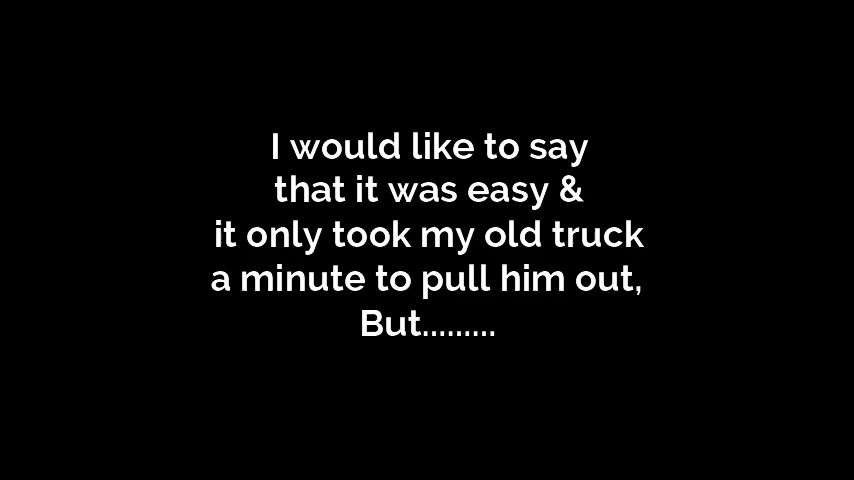 I would like to say
that it was easy &
it only took my old truck
a minute to pull him out,
But.........